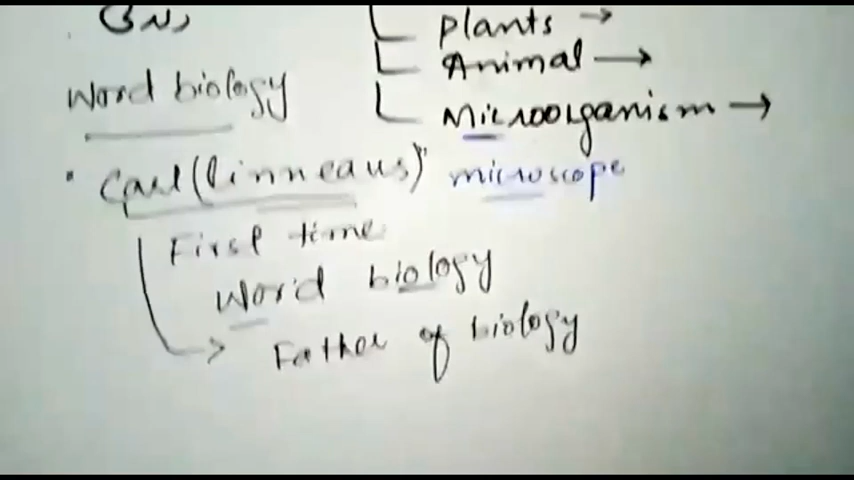 Plants →
Animal →
Word biology
Microorganism →
"Carl (linneaus)" microscope
First time
Word biology
Father of biology